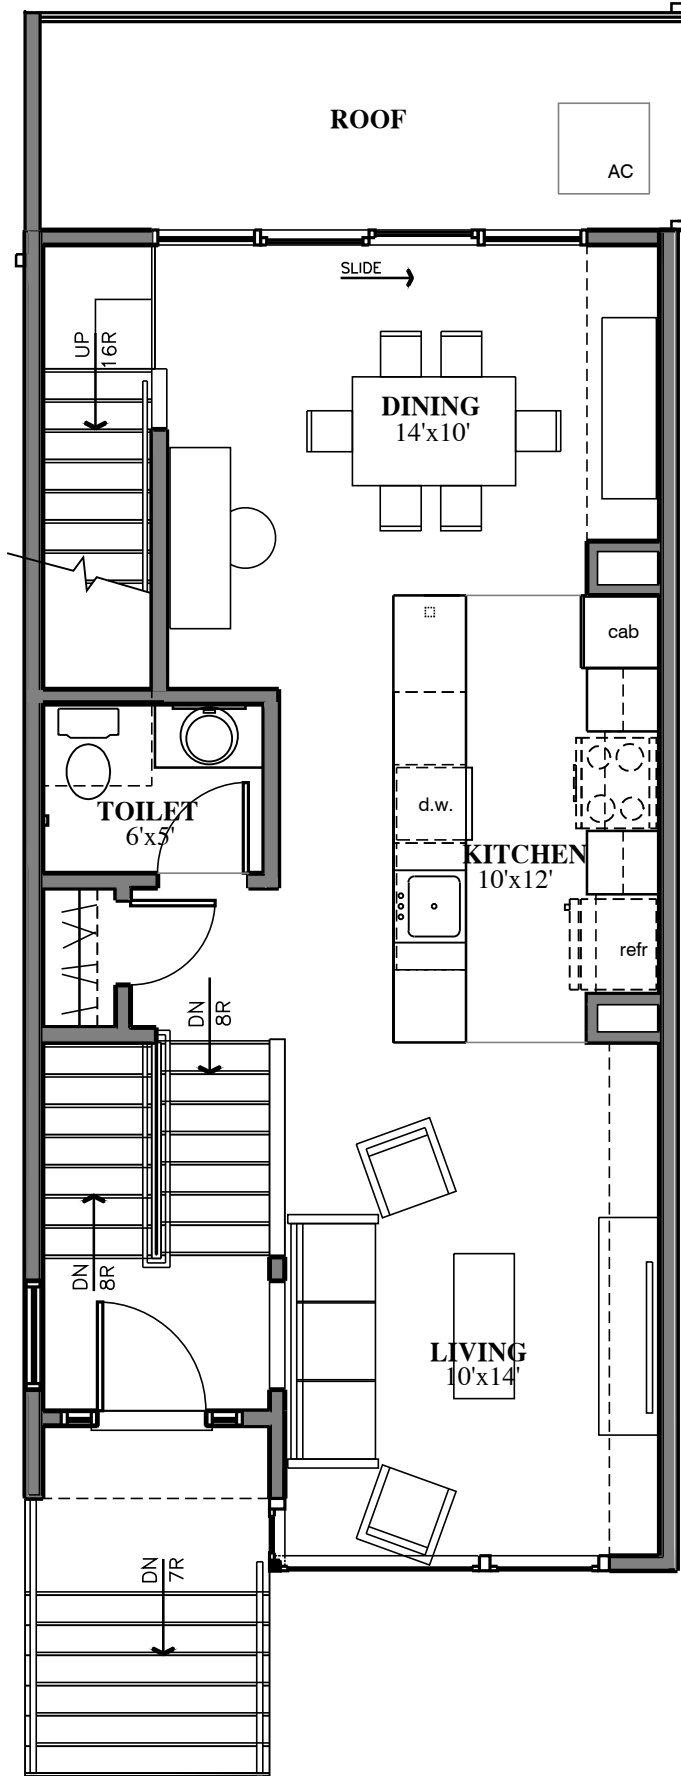 ROOF
AC
SLIDE
UP
16R
DINING
14'x10'
cab
d.w.
TOILET
6'x5'
KITCHEN
10'x12'
refr
DN
8R
DN
8R
LIVING
10'x14'
DN
7R